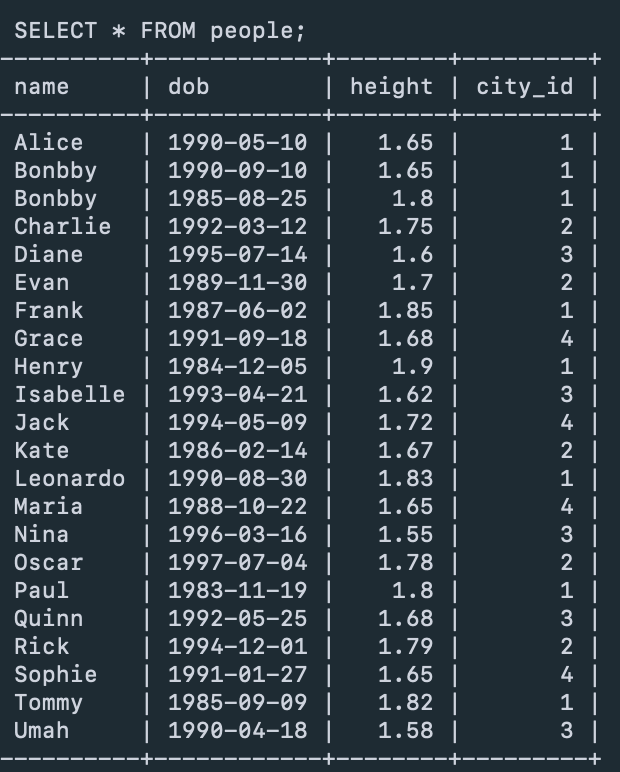 SELECT * FROM people;
----------+-------------+--------+---------+
name      | dob         | height | city_id |
----------+-------------+--------+---------+
Alice     | 1990-05-10 |   1.65 |       1 |
Bonbby    | 1990-09-10 |   1.65 |       1 |
Bonbby    | 1985-08-25 |    1.8 |       1 |
Charlie   | 1992-03-12 |   1.75 |       2 |
Diane     | 1995-07-14 |    1.6 |       3 |
Evan      | 1989-11-30 |    1.7 |       2 |
Frank     | 1987-06-02 |   1.85 |       1 |
Grace     | 1991-09-18 |   1.68 |       4 |
Henry     | 1984-12-05 |    1.9 |       1 |
Isabelle  | 1993-04-21 |   1.62 |       3 |
Jack      | 1994-05-09 |   1.72 |       4 |
Kate      | 1986-02-14 |   1.67 |       2 |
Leonardo  | 1990-08-30 |   1.83 |       1 |
Maria     | 1988-10-22 |   1.65 |       4 |
Nina      | 1996-03-16 |   1.55 |       3 |
Oscar     | 1997-07-04 |   1.78 |       2 |
Paul      | 1983-11-19 |    1.8 |       1 |
Quinn     | 1992-05-25 |   1.68 |       3 |
Rick      | 1994-12-01 |   1.79 |       2 |
Sophie    | 1991-01-27 |   1.65 |       4 |
Tommy     | 1985-09-09 |   1.82 |       1 |
Umah      | 1990-04-18 |   1.58 |       3 |
----------+-------------+--------+---------+